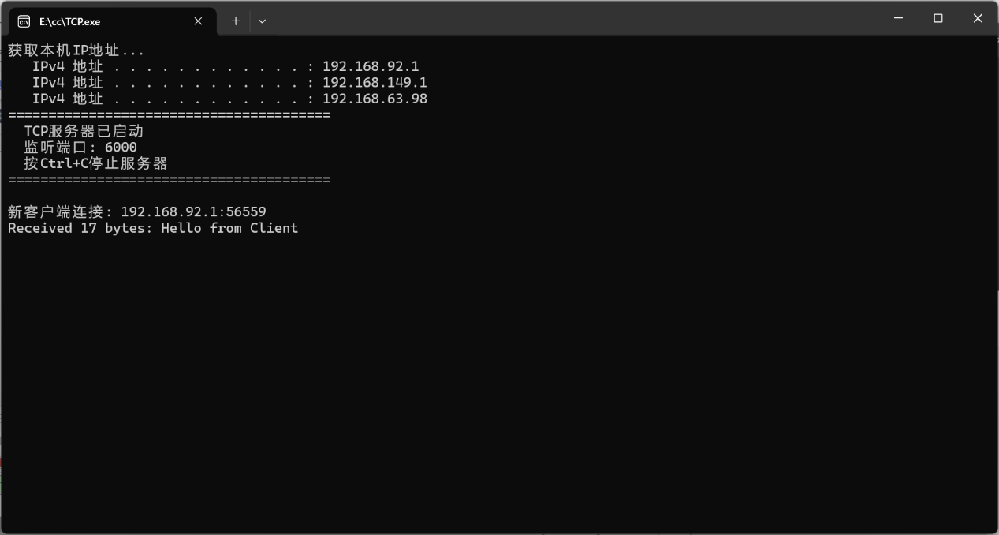 E:\cc\TCP.exe
获取本机IP地址...
   IPv4 地址 . . . . . . . . . . . . : 192.168.92.1
   IPv4 地址 . . . . . . . . . . . . : 192.168.149.1
   IPv4 地址 . . . . . . . . . . . . : 192.168.63.98
========================================
  TCP服务器已启动
  监听端口: 6000
  按Ctrl+C停止服务器
========================================
新客户端连接: 192.168.92.1:56559
Received 17 bytes: Hello from Client